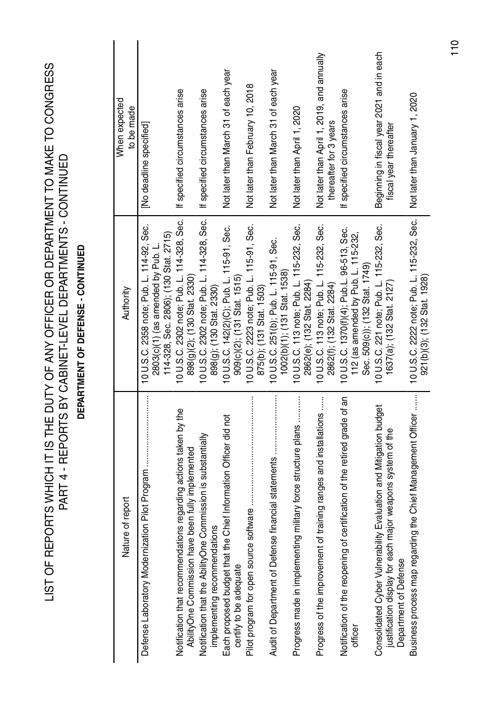 LIST OF REPORTS WHICH IT IS THE DUTY OF ANY OFFICER OR DEPARTMENT TO MAKE TO CONGRESS
PART 4 - REPORTS BY CABINET-LEVEL DEPARTMENTS - CONTINUED
DEPARTMENT OF DEFENSE - CONTINUED
Nature of report
Authority
When expected
to be made
Defense Laboratory Modernization Pilot Program
10 U.S.C. 2358 note; Pub. L. 114-92, Sec.
2803(c)(1) (as amended by Pub. L.
114-328, Sec. 2806); (130 Stat. 2715)
[No deadline specified]
Notification that recommendations regarding actions taken by the
AbilityOne Commission have been fully implemented
10 U.S.C. 2302 note; Pub. L. 114-328, Sec.
898(g)(2); (130 Stat. 2330)
If specified circumstances arise
Notification that the AbilityOne Commission is substantially
implementing recommendations
10 U.S.C. 2302 note; Pub. L. 114-328, Sec.
898(g); (130 Stat. 2330)
If specified circumstances arise
Each proposed budget that the Chief Information Officer did not
certify to be adequate
10 U.S.C. 142(2)(C); Pub. L. 115-91, Sec.
909(c)(2); (131 Stat. 1515)
Not later than March 31 of each year
Pilot program for open source software
10 U.S.C. 2223 note; Pub. L. 115-91, Sec.
875(b); (131 Stat. 1503)
Not later than February 10, 2018
Audit of Department of Defense financial statements
10 U.S.C. 251(b); Pub. L. 115-91, Sec.
1002(b)(1); (131 Stat. 1538)
Not later than March 31 of each year
Progress made in implementing military force structure plans
10 U.S.C. 113 note; Pub. L. 115-232, Sec.
2862(e); (132 Stat. 2284)
Not later than April 1, 2020
Progress of the improvement of training ranges and installations
10 U.S.C. 113 note; Pub. L. 115-232, Sec.
2862(f); (132 Stat. 2284)
Not later than April 1, 2019, and annually
thereafter for 3 years
Notification of the reopening of certification of the retired grade of an
officer
10 U.S.C. 1370(f)(4); Pub.L. 96-513, Sec.
112 (as amended by Pub. L. 115-232,
Sec. 509(c)); (132 Stat. 1749)
If specified circumstances arise
Consolidated Cyber Vulnerability Evaluation and Mitigation budget
justification display for each major weapons system of the
Department of Defense
10 U.S.C. 221 note; Pub. L. 115-232, Sec.
1637(a); (132 Stat. 2127)
Beginning in fiscal year 2021 and in each
fiscal year thereafter
Business process map regarding the Chief Management Officer
10 U.S.C. 2222 note; Pub. L. 115-232, Sec.
921(b)(3); (132 Stat. 1928)
Not later than January 1, 2020
110